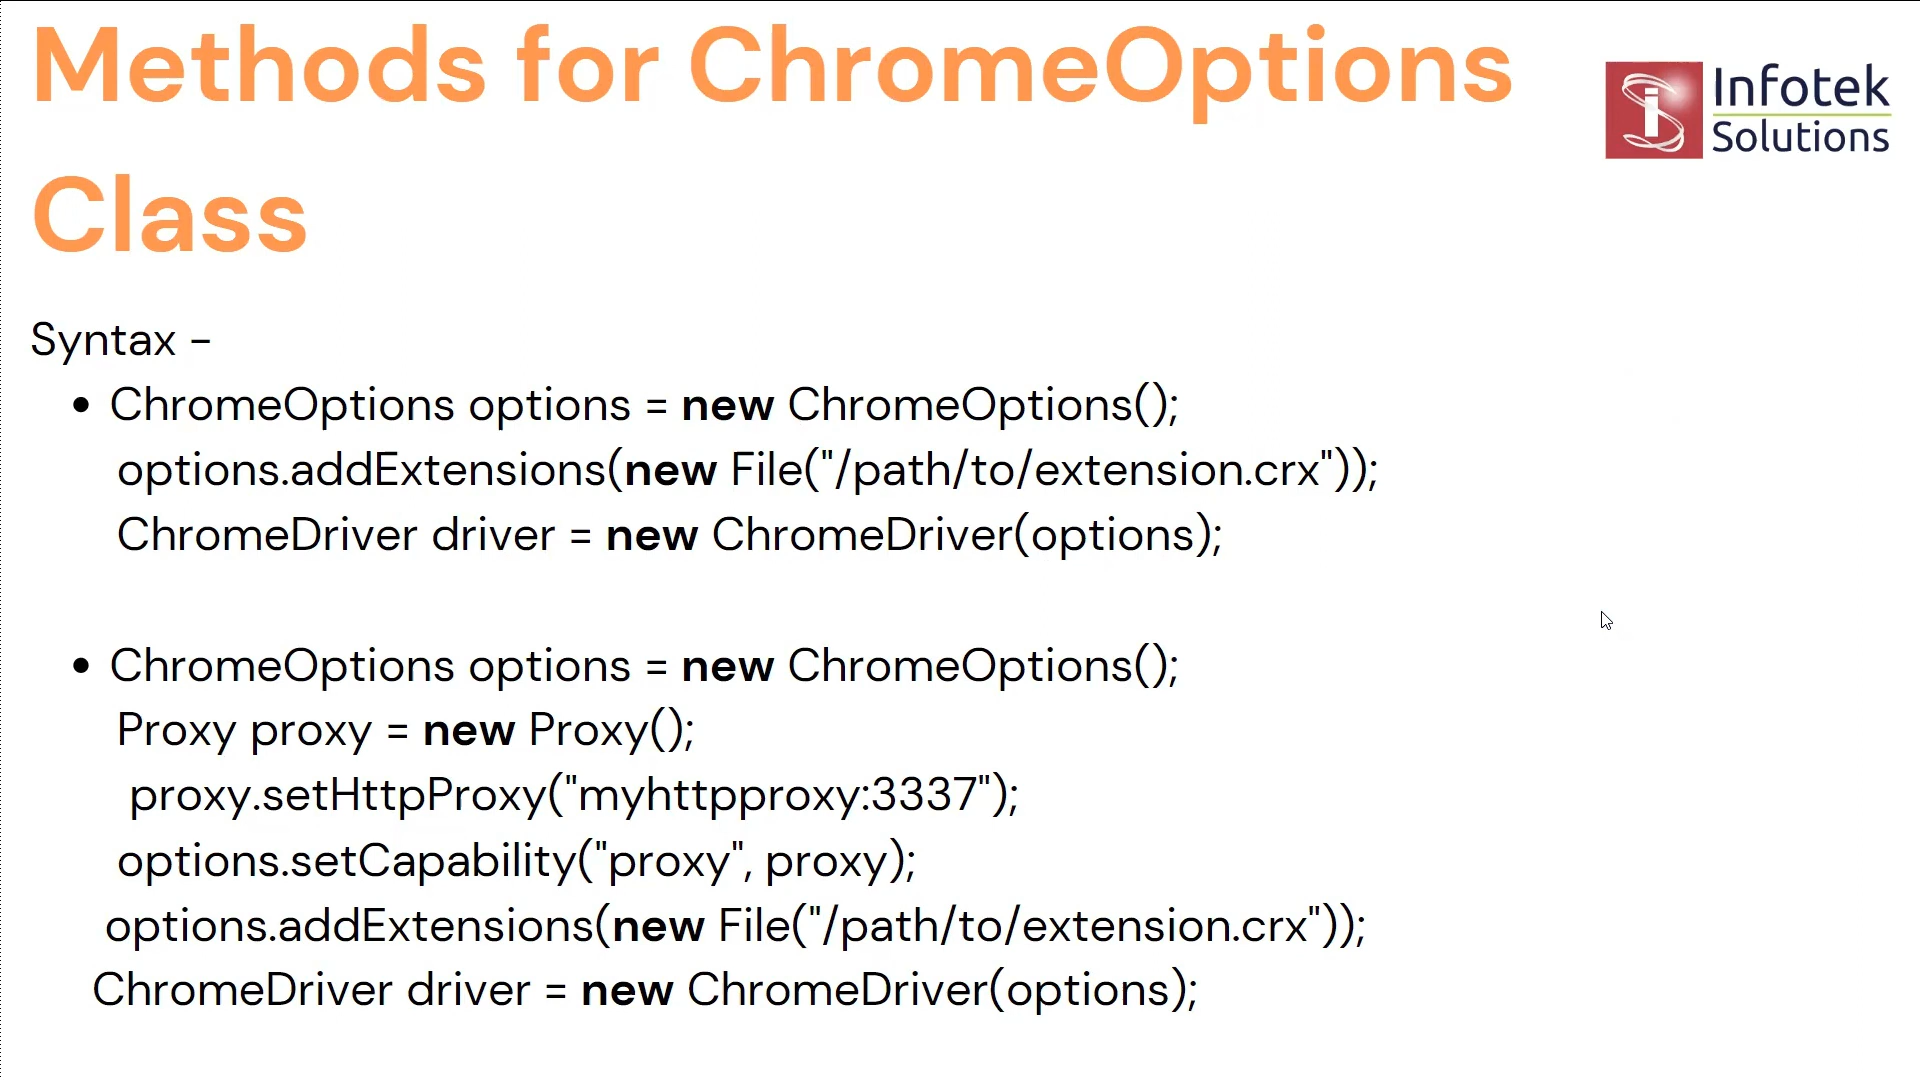 Methods for ChromeOptions
Class
Infotek
Solutions
Syntax -
• ChromeOptions options = new ChromeOptions();
options.addExtensions(new File("/path/to/extension.crx"));
ChromeDriver driver = new ChromeDriver(options);
• ChromeOptions options = new ChromeOptions();
Proxy proxy = new Proxy();
proxy.setHttpProxy("myhttpproxy:3337");
options.setCapability("proxy", proxy);
options.addExtensions(new File("/path/to/extension.crx"));
ChromeDriver driver = new ChromeDriver(options);